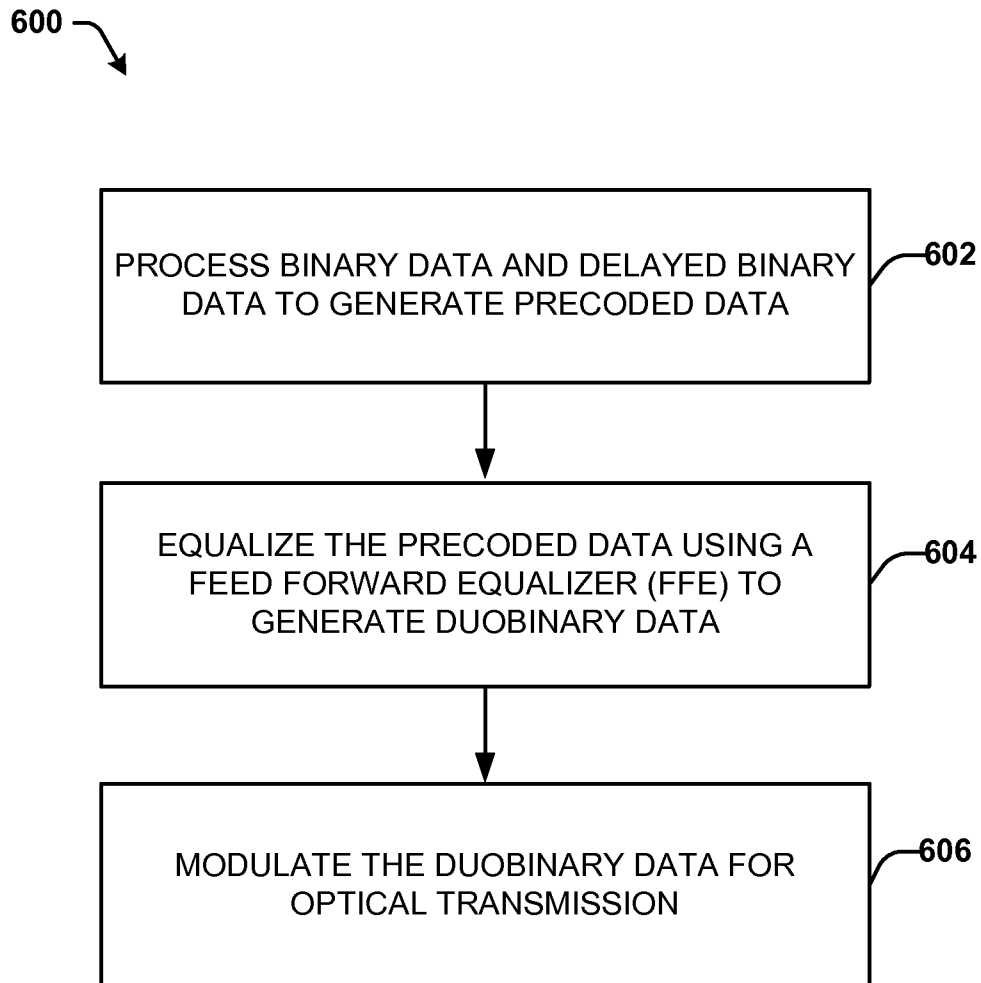 600
PROCESS BINARY DATA AND DELAYED BINARY
DATA TO GENERATE PRECODED DATA
602
EQUALIZE THE PRECODED DATA USING A
FEED FORWARD EQUALIZER (FFE) TO
GENERATE DUOBINARY DATA
604
MODULATE THE DUOBINARY DATA FOR
OPTICAL TRANSMISSION
606